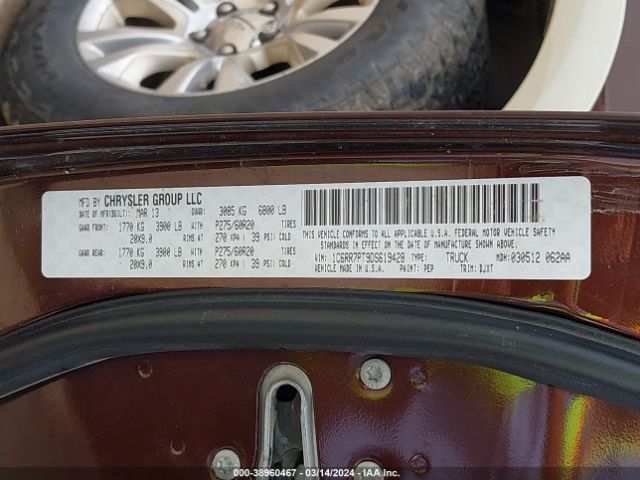 MFD BY CHRYSLER GROUP LLC
DATE OF MFR(BUILT): MAR 13 GVWR: 3085 KG 6800 LB
GAWR FRONT: 1770 KG 3900 LB WITH P275/60R20 TIRES
20X9.0 RIMS AT 270 KPA ( 39 PSI) COLD
GAWR REAR: 1770 KG 3900 LB WITH P275/60R20 TIRES
20X9.0 RIMS AT 270 KPA ( 39 PSI) COLD
THIS VEHICLE CONFORMS TO ALL APPLICABLE
U.S.A. FEDERAL MOTOR VEHICLE SAFETY
STANDARDS IN EFFECT ON THE
DATE OF MANUFACTURE SHOWN ABOVE.
VIN: 1C6RR7PT9DS619429 TYPE: TRUCK MDH: 030512 062AA
VEHICLE MADE IN U.S.A. PAINT: PEP TRIM: DJXT
COPART 38960467 - 03/14/2024 - IAA